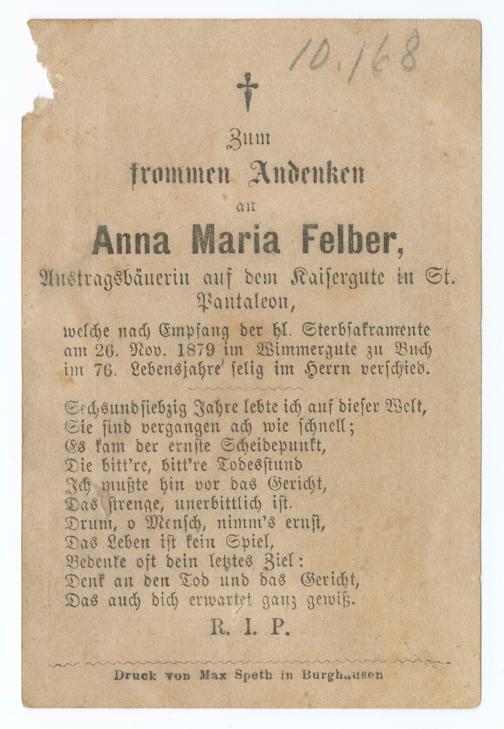 10.168
†
Zum
frommen Andenken
an
Anna Maria Felber,
Austragsbäuerin auf dem Kaisergute in St.
Pantaleon,
welche nach Empfang der hl. Sterbsakramente
am 26. Nov. 1879 im Wimmergute zu Buch
im 76. Lebensjahre selig im Herrn verschied.
Sechsundsiebzig Jahre lebte ich auf dieser Welt,
Sie sind vergangen ach wie schnell;
Es kam der ernste Scheidepunkt,
Die bitt're, bitt're Todesstund
Ich mußte hin vor das Gericht,
Das strenge, unerbittlich ist.
Drum, o Mensch, nimm's ernst,
Das Leben ist kein Spiel,
Bedenke oft dein letztes Ziel:
Denk an den Tod und das Gericht,
Das auch dich erwartet ganz gewiß.
R. I. P.
Druck von Max Speth in Burghausen